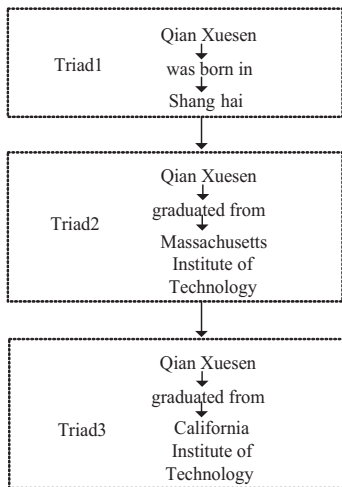 Qian Xuesen
Triad1
was born in
Shang hai
Qian Xuesen
graduated from
Triad2
Massachusetts
Institute of
Technology
Qian Xuesen
graduated from
Triad3
California
Institute of
Technology